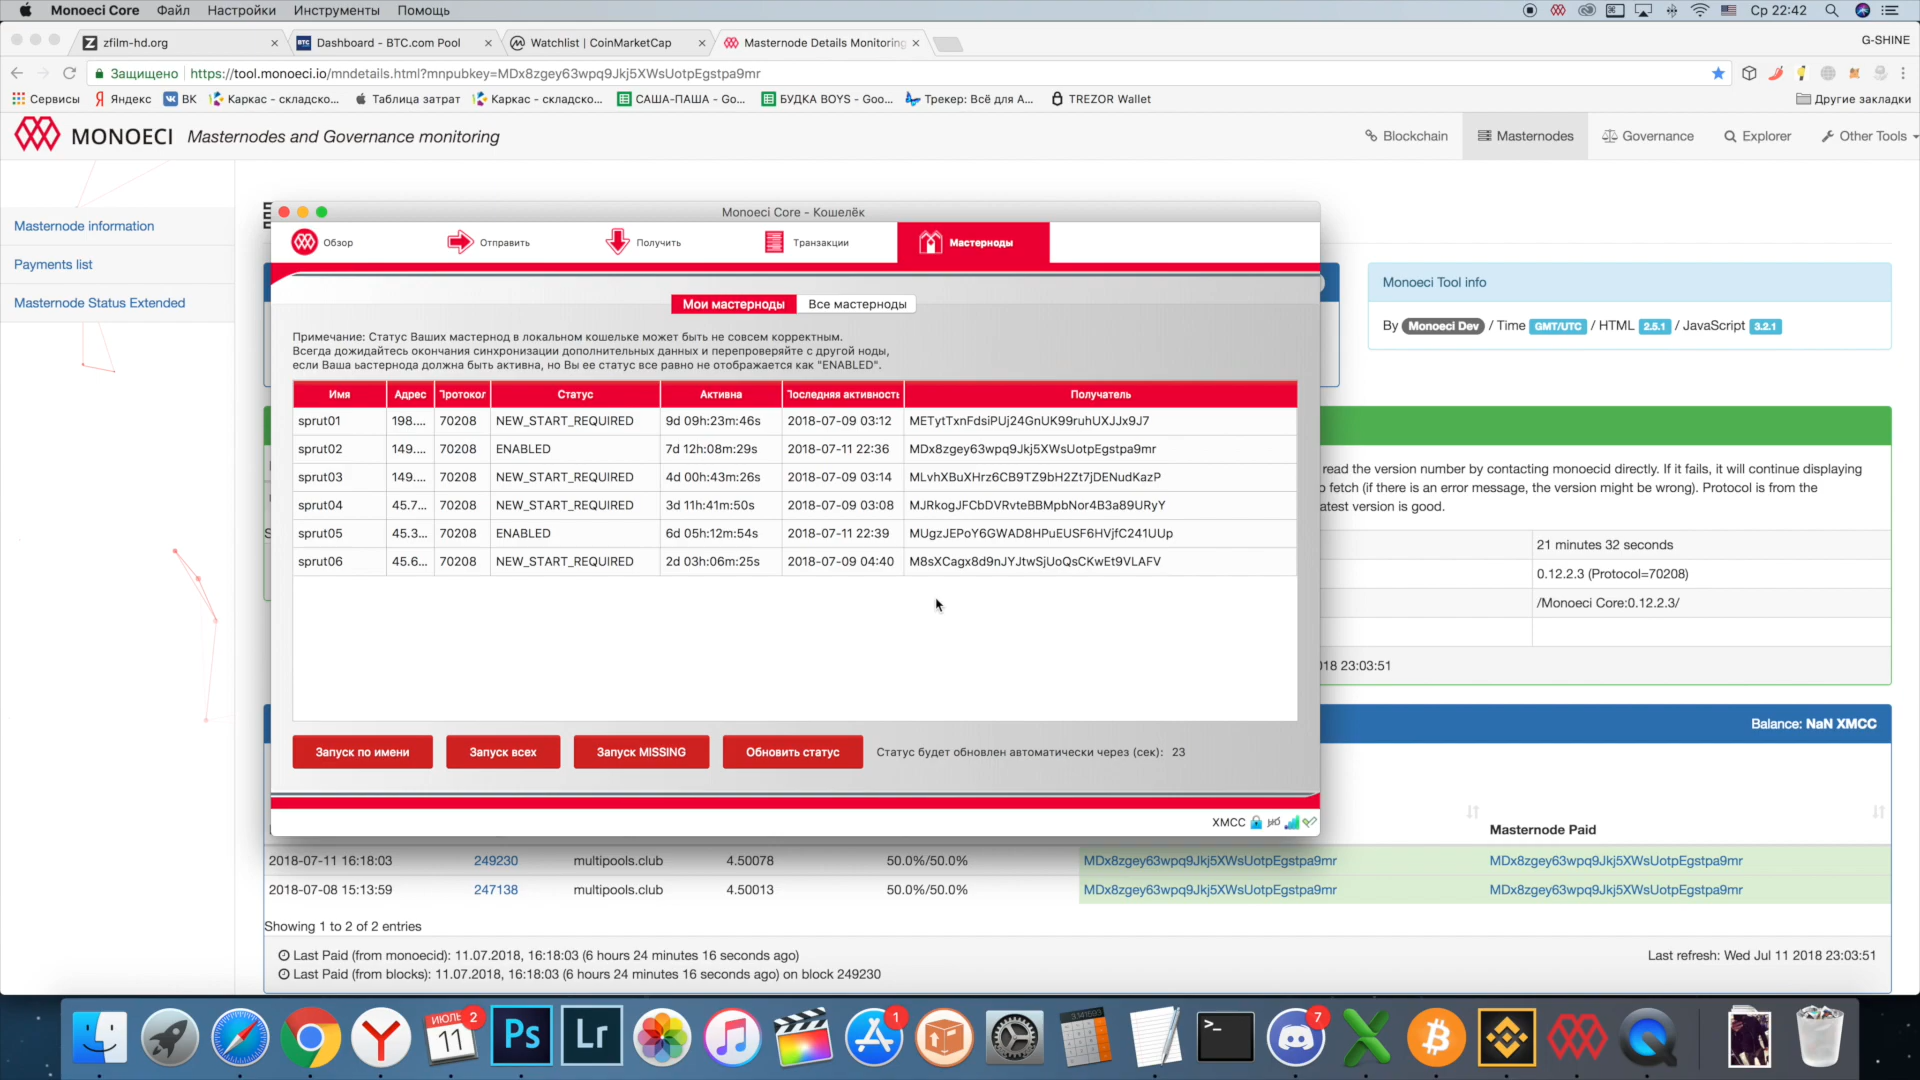 Monoeci Core Файл Настройки Инструменты Помощь
Ср 22:42
zfilm-hd.org
Dashboard - BTC.com Pool
Watchlist | CoinMarketCap
Masternode Details Monitoring
G-SHINE
Защищено https://tool.monoeci.io/mndetails.html?mnpubkey=MDx8zgey63wpq9Jkj5XWsUotpEgstpa9mr
Сервисы Яндекс ВК Каркас - складско... Таблица затрат Каркас - складско... САША-ПАША - Go... БУДКА BOYS - Goo... Трекер: Всё для A... TREZOR Wallet Другие закладки
MONOECI Masternodes and Governance monitoring
Blockchain Masternodes Governance Explorer Other Tools
Masternode information
Payments list
Masternode Status Extended
Monoeci Core - Кошелёк
Обзор Отправить Получить Транзакции Мастерноды
Мои мастерноды Все мастерноды
Примечание: Статус Ваших мастернод в локальном кошельке может быть не совсем корректным.
Всегда дожидайтесь окончания синхронизации дополнительных данных и перепроверяйте с другой ноды,
если Ваша ьастернода должна быть активна, но Вы ее статус все равно не отображается как "ENABLED".
Имя Адрес Протокол Статус Активна Последняя активность Получатель
sprut01 198.... 70208 NEW_START_REQUIRED 9d 09h:23m:46s 2018-07-09 03:12 METytTxnFdsiPUj24GnUK99ruhUXJJx9J7
sprut02 149.... 70208 ENABLED 7d 12h:08m:29s 2018-07-11 22:36 MDx8zgey63wpq9Jkj5XWsUotpEgstpa9mr
sprut03 149.... 70208 NEW_START_REQUIRED 4d 00h:43m:26s 2018-07-09 03:14 MLvhXBuXHrz6CB9TZ9bH2Zt7jDENudKazP
sprut04 45.7... 70208 NEW_START_REQUIRED 3d 11h:41m:50s 2018-07-09 03:08 MJRkogJFCbDVRvteBBMpbNor4B3a89URyY
sprut05 45.3... 70208 ENABLED 6d 05h:12m:54s 2018-07-11 22:39 MUgzJEPoY6GWAD8HPuEUSF6HVjfC241UUp
sprut06 45.6... 70208 NEW_START_REQUIRED 2d 03h:06m:25s 2018-07-09 04:40 M8sXCagx8d9nJYJtwSjUoQsCKwEt9VLAFV
Запуск по имени Запуск всех Запуск MISSING Обновить статус Статус будет обновлен автоматически через (сек): 23
XMCC HD
Monoeci Tool info
By Monoeci Dev / Time GMT/UTC / HTML 2.5.1 / JavaScript 3.2.1
read the version number by contacting monoecid directly. If it fails, it will continue displaying
o fetch (if there is an error message, the version might be wrong). Protocol is from the
atest version is good.
21 minutes 32 seconds
0.12.2.3 (Protocol=70208)
/Monoeci Core:0.12.2.3/
018 23:03:51
Balance: NaN XMCC
Masternode Paid
2018-07-11 16:18:03 249230 multipools.club 4.50078 50.0%/50.0% MDx8zgey63wpq9Jkj5XWsUotpEgstpa9mr MDx8zgey63wpq9Jkj5XWsUotpEgstpa9mr
2018-07-08 15:13:59 247138 multipools.club 4.50013 50.0%/50.0% MDx8zgey63wpq9Jkj5XWsUotpEgstpa9mr MDx8zgey63wpq9Jkj5XWsUotpEgstpa9mr
Showing 1 to 2 of 2 entries
Last Paid (from monoecid): 11.07.2018, 16:18:03 (6 hours 24 minutes 16 seconds ago)
Last refresh: Wed Jul 11 2018 23:03:51
Last Paid (from blocks): 11.07.2018, 16:18:03 (6 hours 24 minutes 16 seconds ago) on block 249230
ИЮЛЬ 2
11
Ps
Lr
1
7